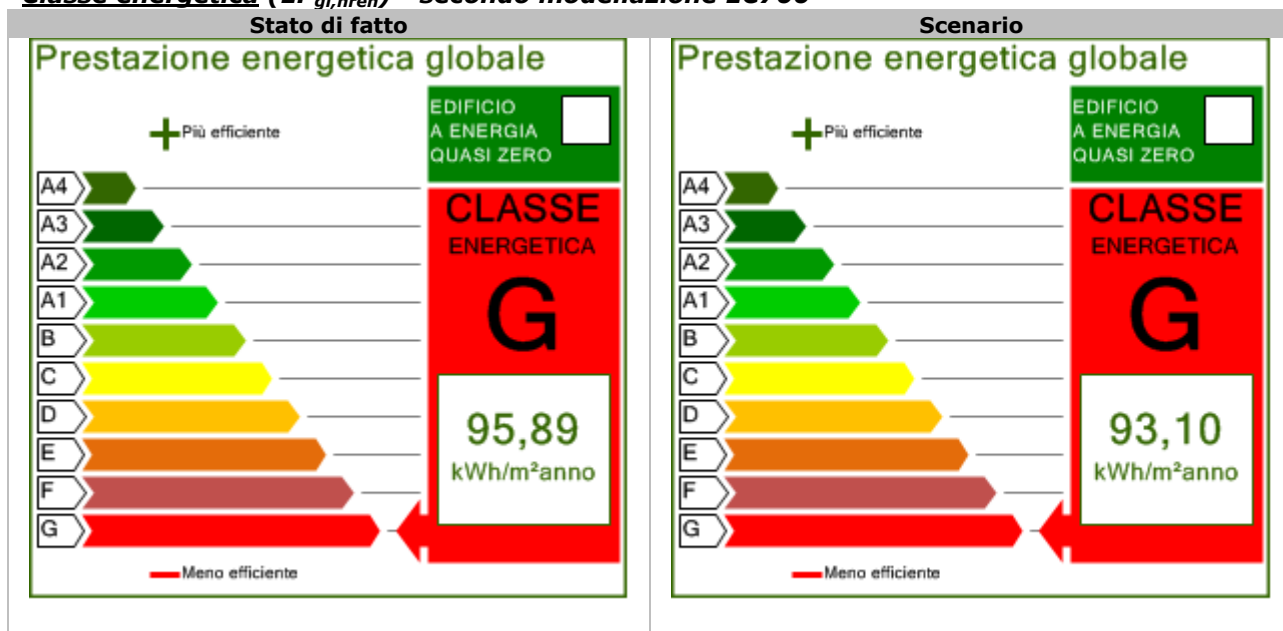 Stato di fatto
Scenario
Prestazione energetica globale
Più efficiente
EDIFICIO
A ENERGIA
QUASI ZERO
A4
A3
A2
A1
B
C
D
E
F
G
CLASSE
ENERGETICA
G
95,89
kWh/m²anno
Meno efficiente
Prestazione energetica globale
Più efficiente
EDIFICIO
A ENERGIA
QUASI ZERO
A4
A3
A2
A1
B
C
D
E
F
G
CLASSE
ENERGETICA
G
93,10
kWh/m²anno
Meno efficiente